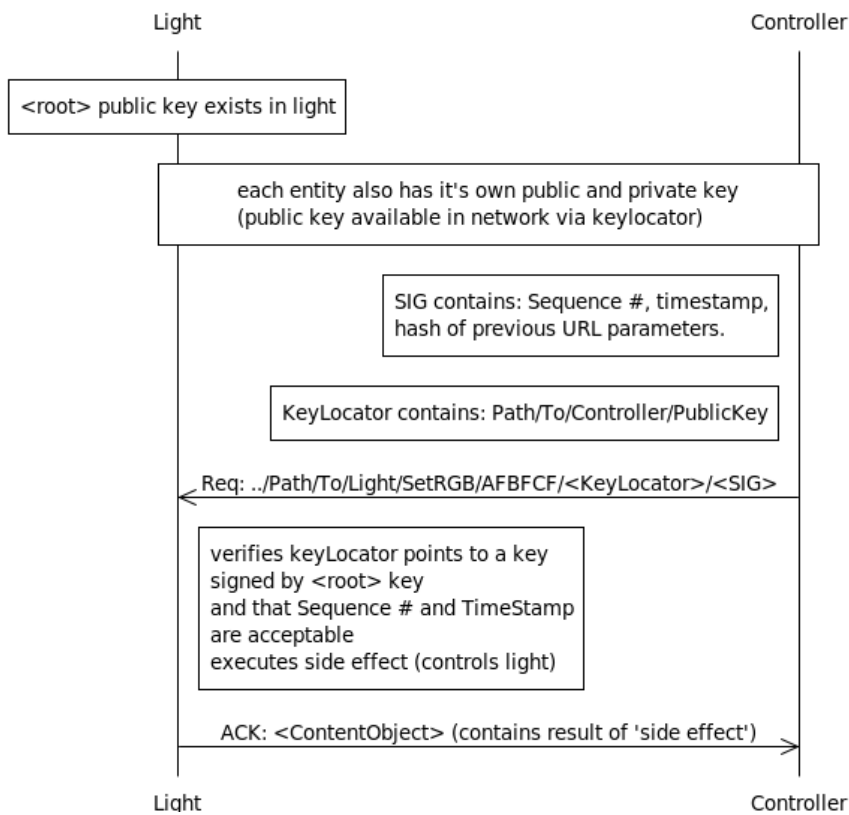 Light
Controller
<root> public key exists in light
each entity also has it's own public and private key
(public key available in network via keylocator)
SIG contains: Sequence #, timestamp,
hash of previous URL parameters.
KeyLocator contains: Path/To/Controller/PublicKey
Req: ../Path/To/Light/SetRGB/AFBFCF/<KeyLocator>/<SIG>
verifies keyLocator points to a key
signed by <root> key
and that Sequence # and TimeStamp
are acceptable
executes side effect (controls light)
ACK: <ContentObject> (contains result of 'side effect')
Light
Controller